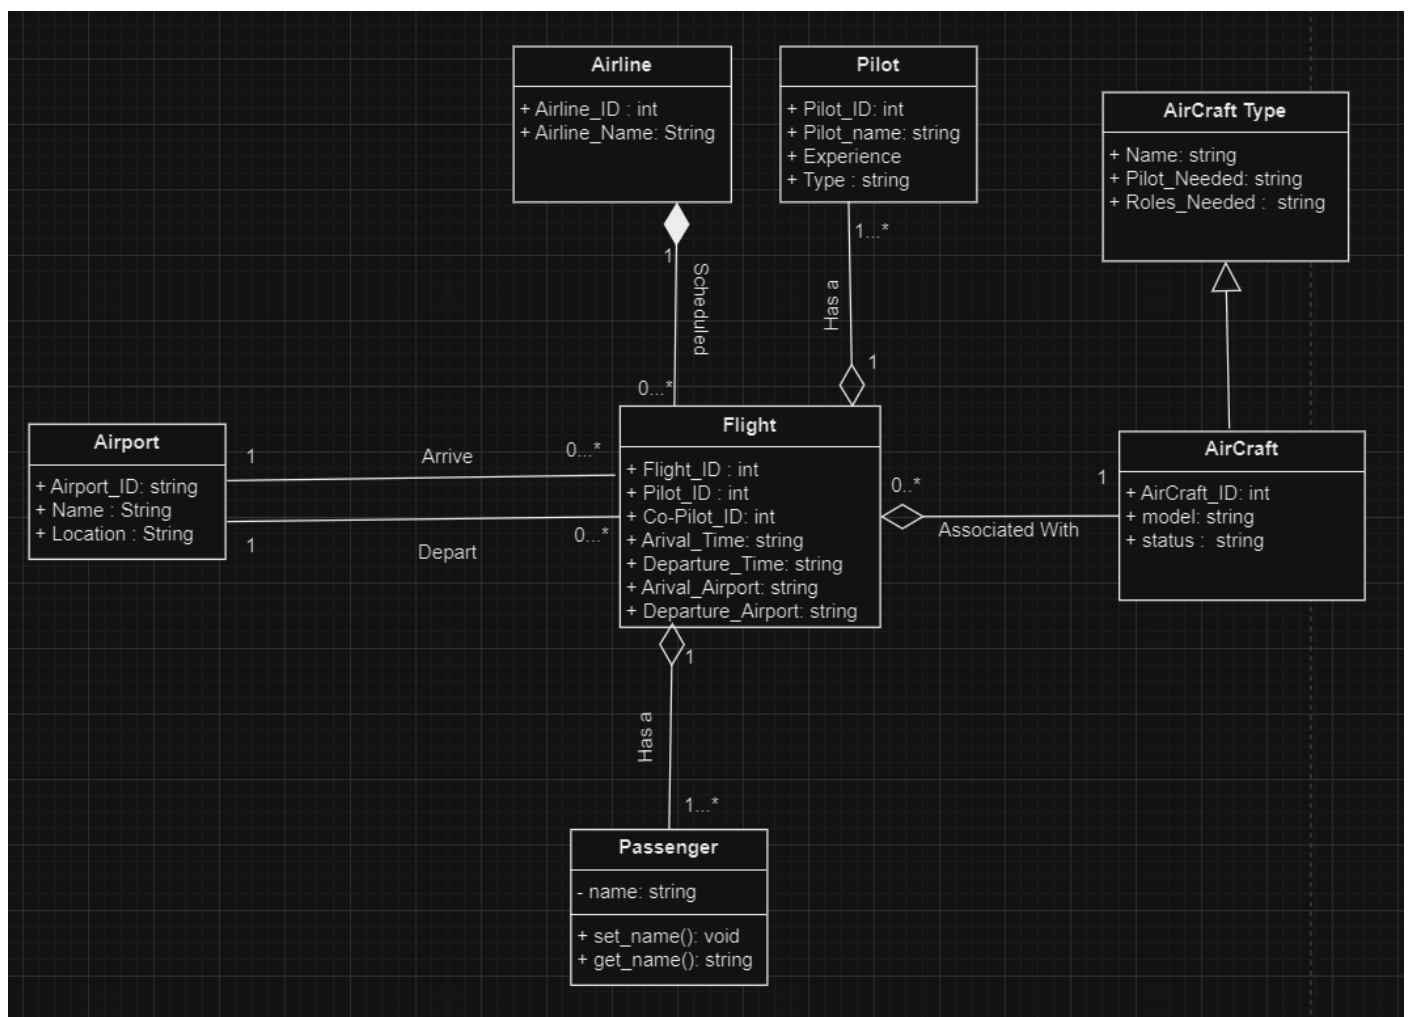 Airline
+ Airline_ID : int
+ Airline_Name: String
Pilot
+ Pilot_ID: int
+ Pilot_name: string
+ Experience
+ Type : string
AirCraft Type
+ Name: string
+ Pilot_Needed: string
+ Roles_Needed : string
1
Scheduled
0...*
1...*
Has a
1
Airport
+ Airport_ID: string
+ Name : String
+ Location : String
1
Arrive
0...*
1
Depart
0...*
Flight
+ Flight_ID : int
+ Pilot_ID : int
+ Co-Pilot_ID: int
+ Arival_Time: string
+ Departure_Time: string
+ Arival_Airport: string
+ Departure_Airport: string
0..*
Associated With
1
AirCraft
+ AirCraft_ID: int
+ model: string
+ status : string
1
Has a
1...*
Passenger
- name: string
+ set_name(): void
+ get_name(): string